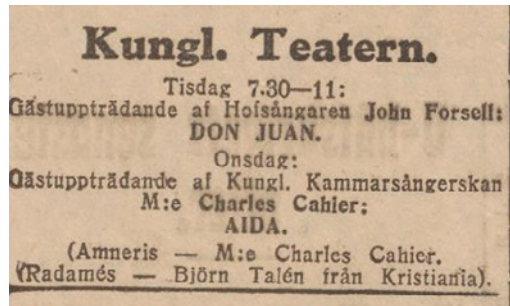 Kungl. Teatern.
Tisdag 7.30—11:
Gästuppträdande af Hofsångaren John Forsell:
DON JUAN.
Onsdag:
Gästuppträdande af Kungl. Kammarsångerskan
M:e Charles Cahier:
AIDA.
(Amneris — M:e Charles Cahier.
(Radamés — Björn Talén från Kristiania).